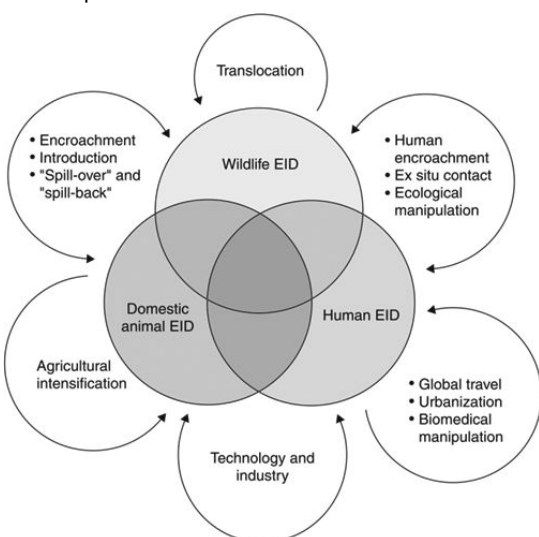 Translocation
• Encroachment
• Introduction
• "Spill-over" and
"spill-back"
Wildlife EID
• Human
encroachment
• Ex situ contact
• Ecological
manipulation
Domestic
animal EID
Human EID
Agricultural
intensification
• Global travel
• Urbanization
• Biomedical
manipulation
Technology and
industry